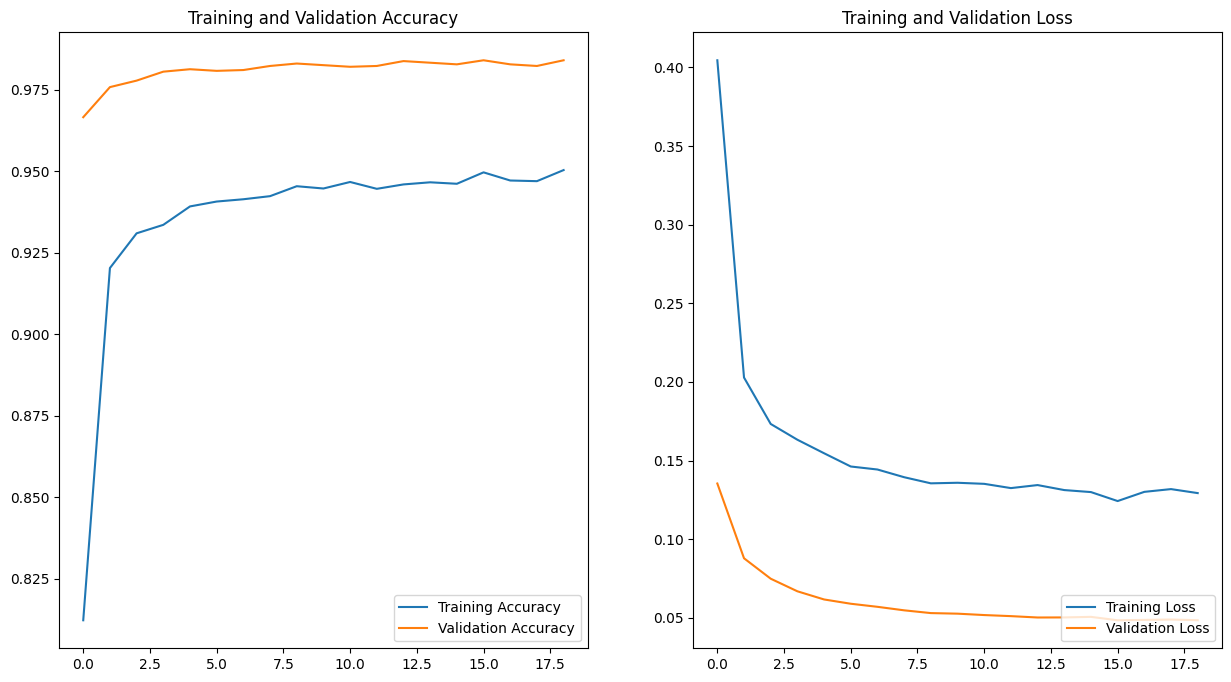 Training and Validation Accuracy
0.975
0.950
0.925
0.900
0.875
0.850
0.825
Training Accuracy
Validation Accuracy
0.0 2.5 5.0 7.5 10.0 12.5 15.0 17.5
Training and Validation Loss
0.40
0.35
0.30
0.25
0.20
0.15
0.10
0.05
Training Loss
Validation Loss
0.0 2.5 5.0 7.5 10.0 12.5 15.0 17.5